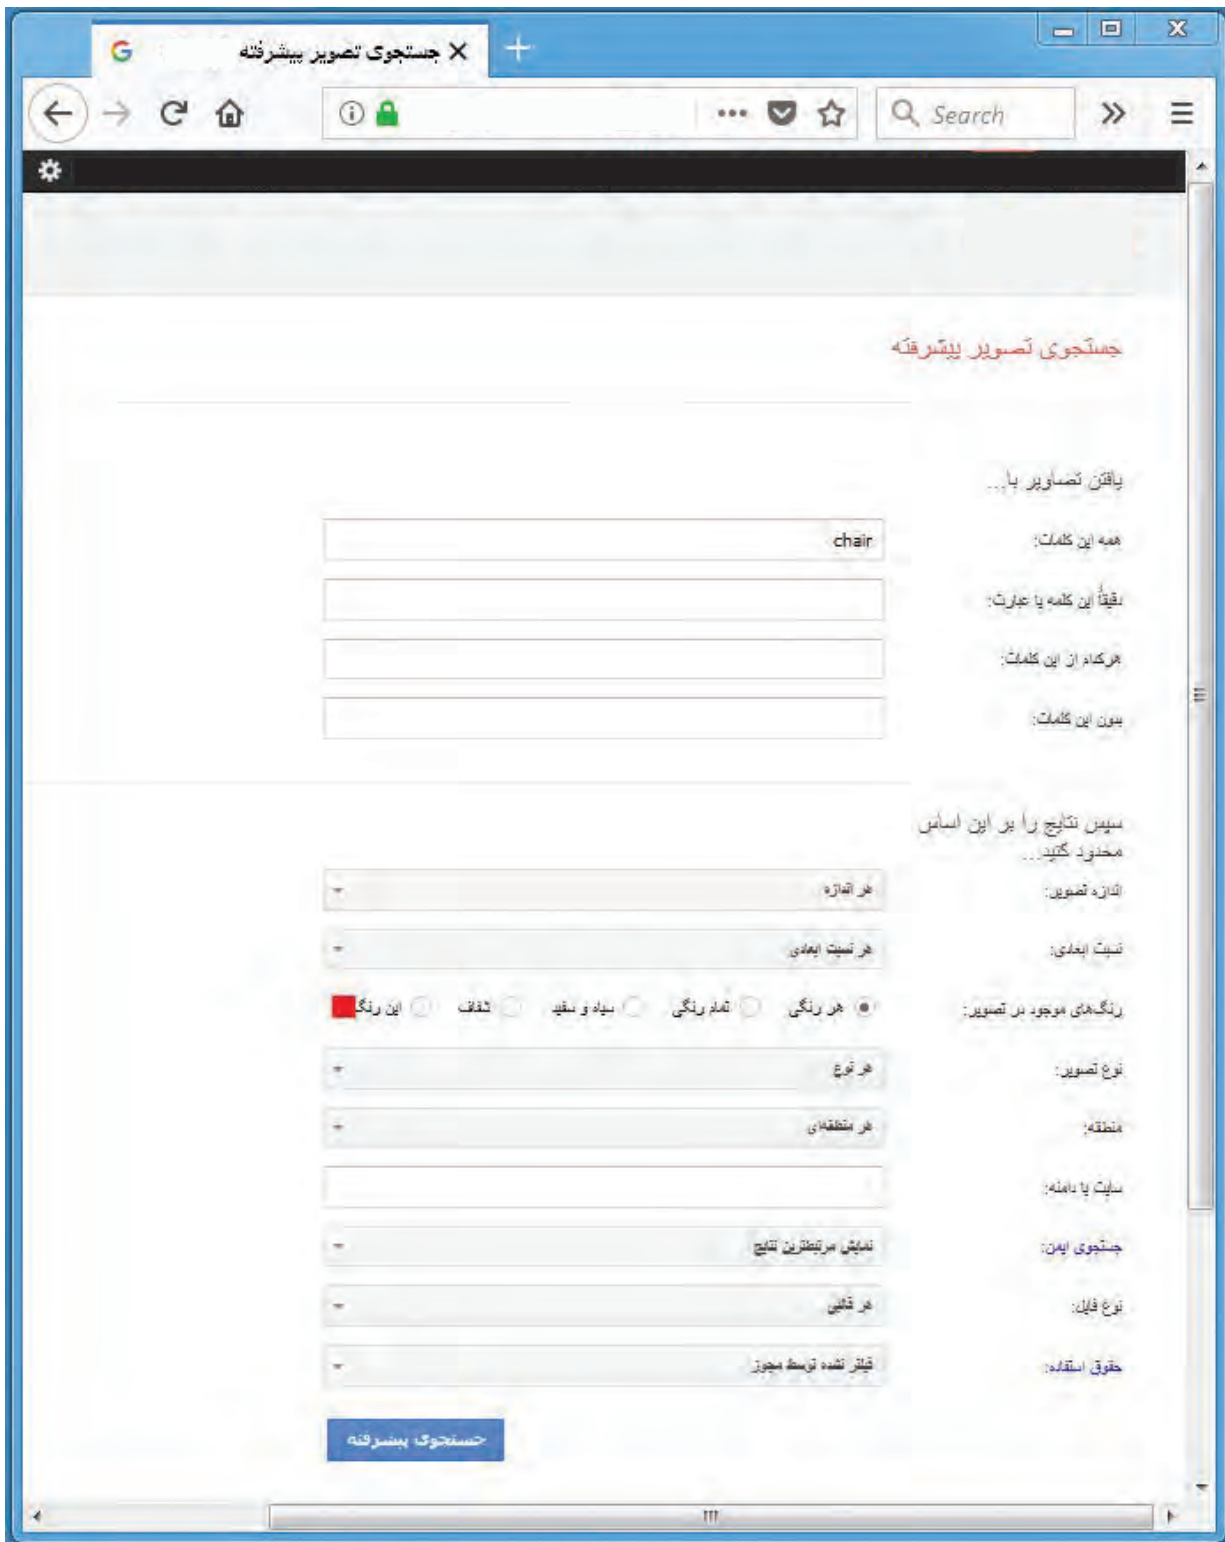 جستجوی تصویر پیشرفته
Search
جستجوی تصویر پیشرفته
یافتن تصاویر با...
همه این کلمات:
chair
دقیقاً این کلمه یا عبارت:
هرکدام از این کلمات:
بدون این کلمات:
سپس نتایج را بر این اساس
محدود کنید...
اندازه تصویر:
هر اندازه
نسبت ابعادی:
هر نسبت ابعادی
رنگ‌های موجود در تصویر:
هر رنگی تمام رنگی سیاه و سفید شفاف این رنگ
نوع تصویر:
هر نوع
منطقه:
هر منطقه‌ای
سایت یا دامنه:
جستجوی ایمن:
نمایش مرتبطترین نتایج
نوع فایل:
هر قالبی
حقوق استفاده:
فیلتر نشده توسط مجوز
جستجوی پیشرفته